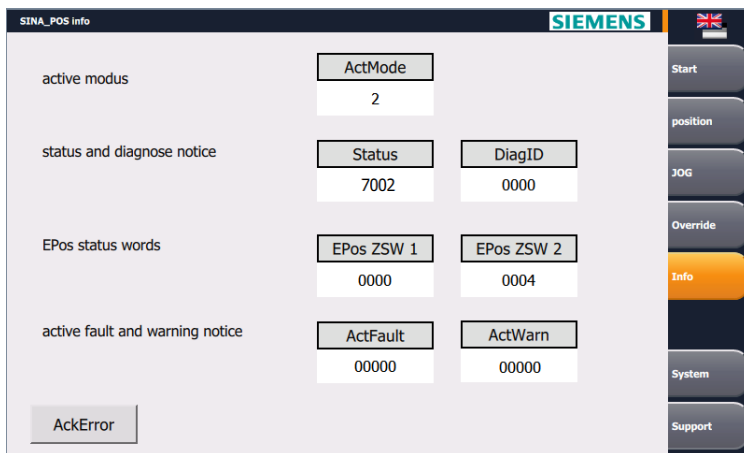 SINA_POS info
SIEMENS
active modus
ActMode
2
status and diagnose notice
Status
DiagID
7002
0000
EPos status words
EPos ZSW 1
EPos ZSW 2
0000
0004
active fault and warning notice
ActFault
ActWarn
00000
00000
AckError
Start
position
JOG
Override
Info
System
Support